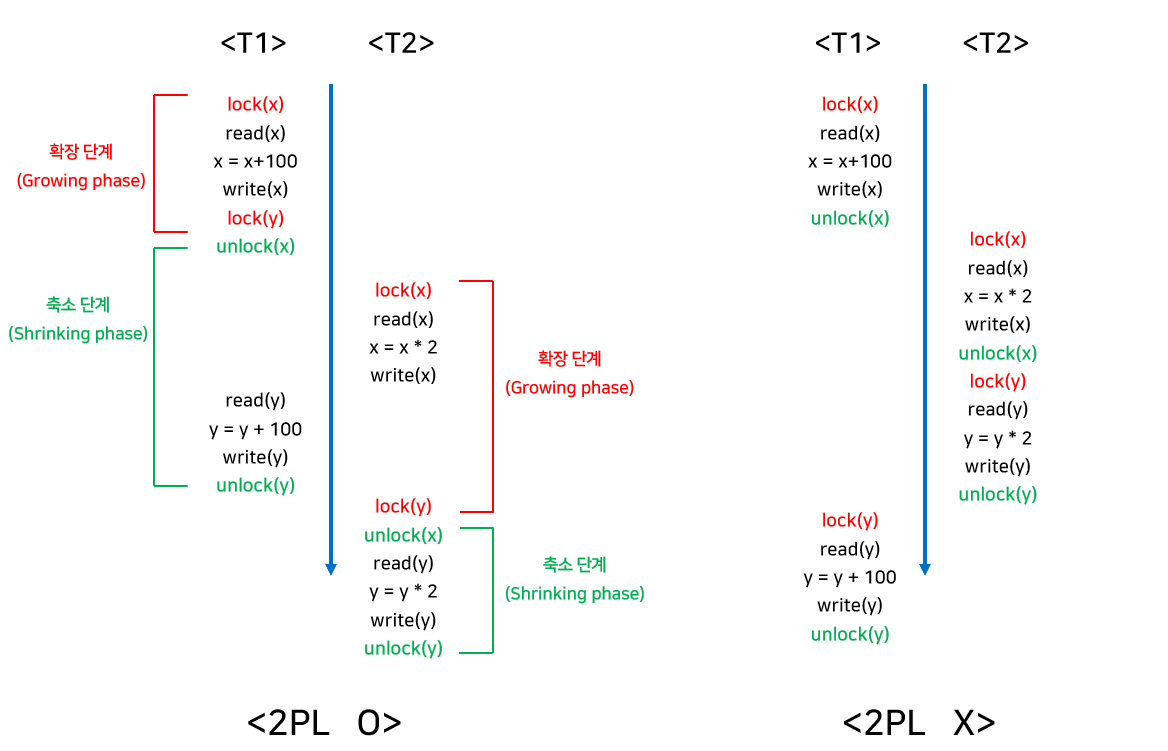 <T1>
<T2>
lock(x)
read(x)
x = x+100
write(x)
lock(y)
unlock(x)
확장 단계
(Growing phase)
축소 단계
(Shrinking phase)
lock(x)
read(x)
x = x * 2
write(x)
확장 단계
(Growing phase)
read(y)
y = y + 100
write(y)
unlock(y)
lock(y)
unlock(x)
read(y)
y = y * 2
write(y)
unlock(y)
축소 단계
(Shrinking phase)
<2PL O>
<T1>
<T2>
lock(x)
read(x)
x = x+100
write(x)
unlock(x)
lock(x)
read(x)
x = x * 2
write(x)
unlock(x)
lock(y)
read(y)
y = y * 2
write(y)
unlock(y)
lock(y)
read(y)
y = y + 100
write(y)
unlock(y)
<2PL X>